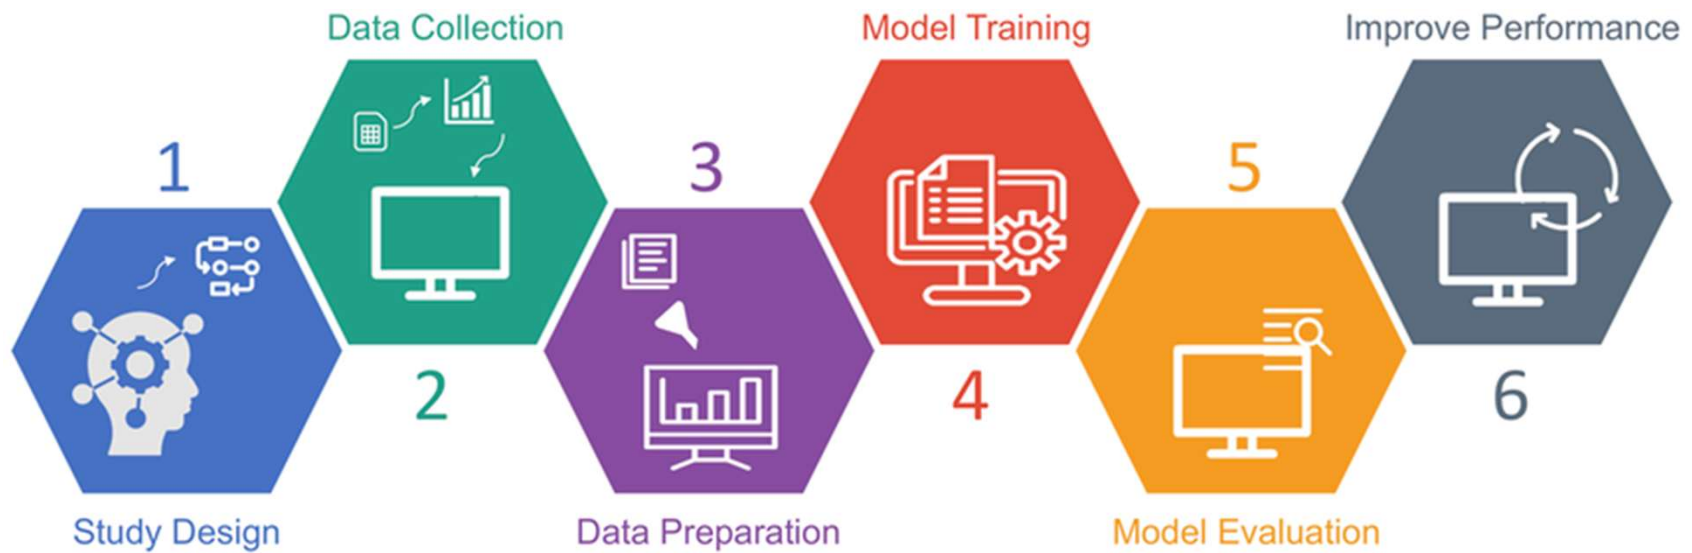 1
Study Design
Data Collection
2
3
Data Preparation
Model Training
4
5
Model Evaluation
Improve Performance
6